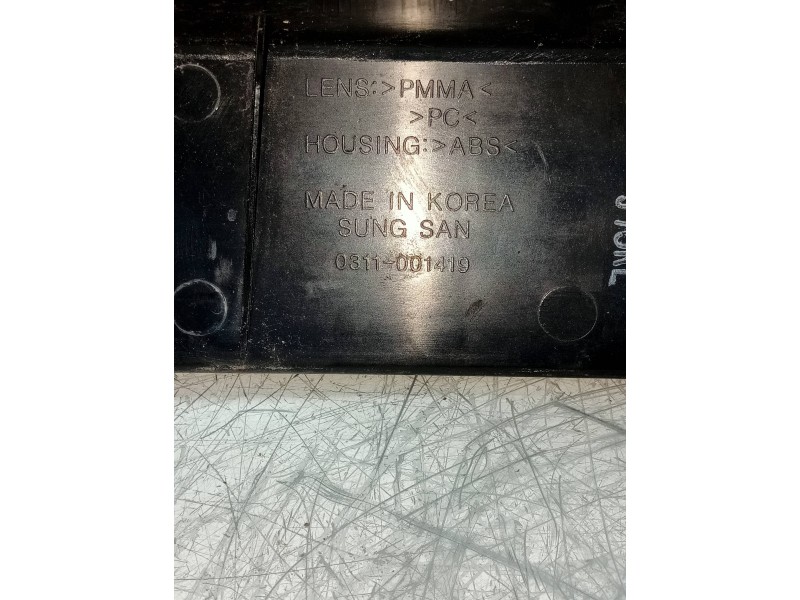 LENS:>PMMA<
>PC<
HOUSING:>ABS<
MADE IN KOREA
SUNG SAN
0311-001419